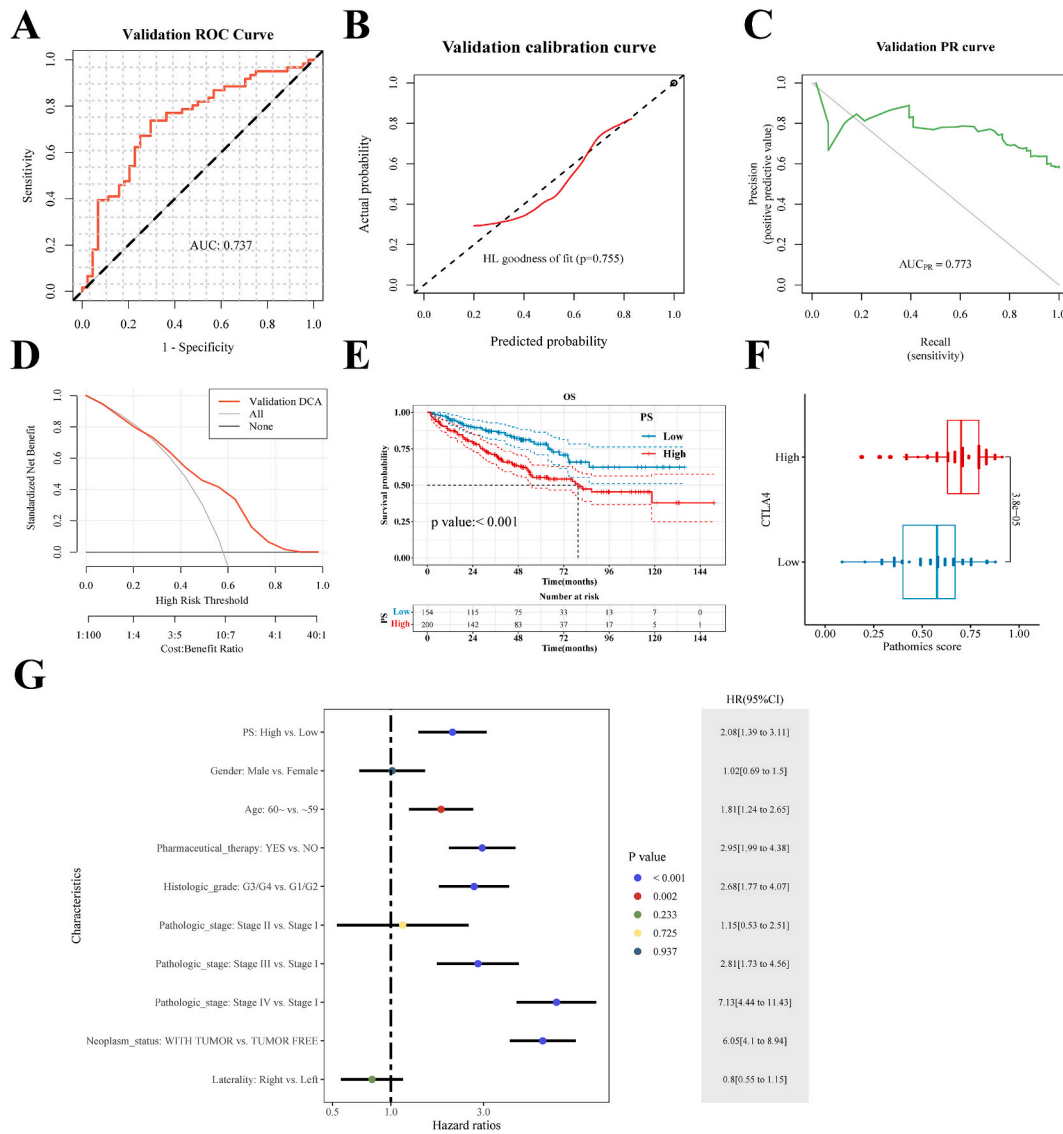 A
Validation ROC Curve
Sensitivity
1.0
0.8
0.6
0.4
0.2
0.0
AUC: 0.737
0.0 0.2 0.4 0.6 0.8 1.0
1 - Specificity
B
Validation calibration curve
Actual probability
1.0
0.8
0.6
0.4
0.2
0.0
HL goodness of fit (p=0.755)
0.0 0.2 0.4 0.6 0.8 1.0
Predicted probability
C
Validation PR curve
Precision
(positive predictive value)
1.0
0.8
0.6
0.4
0.2
0.0
AUCPR = 0.773
0.0 0.2 0.4 0.6 0.8 1.0
Recall
(sensitivity)
D
Standardized Net Benefit
1.0
0.8
0.6
0.4
0.2
0.0
Validation DCA
All
None
0.0 0.2 0.4 0.6 0.8 1.0
High Risk Threshold
1:100 1:4 3:5 10:7 4:1 40:1
Cost:Benefit Ratio
E
OS
Survival probability
1.00
0.75
0.50
0.25
0.00
PS
Low
High
p value:< 0.001
0 24 48 72 96 120 144
Time(months)
Number at risk
PS
Low 154 115 75 33 13 7 0
High 200 142 83 37 17 5 1
0 24 48 72 96 120 144
Time(months)
F
CTLA4
High
Low
3.8e-05
0.00 0.25 0.50 0.75 1.00
Pathomics score
G
HR(95%CI)
Characteristics
PS: High vs. Low 2.08[1.39 to 3.11]
Gender: Male vs. Female 1.02[0.69 to 1.5]
Age: 60~ vs. ~59 1.81[1.24 to 2.65]
Pharmaceutical_therapy: YES vs. NO 2.95[1.99 to 4.38]
Histologic_grade: G3/G4 vs. G1/G2 2.68[1.77 to 4.07]
Pathologic_stage: Stage II vs. Stage I 1.15[0.53 to 2.51]
Pathologic_stage: Stage III vs. Stage I 2.81[1.73 to 4.56]
Pathologic_stage: Stage IV vs. Stage I 7.13[4.44 to 11.43]
Neoplasm_status: WITH TUMOR vs. TUMOR FREE 6.05[4.1 to 8.94]
Laterality: Right vs. Left 0.8[0.55 to 1.15]
P value
< 0.001
0.002
0.233
0.725
0.937
0.5 1.0 3.0
Hazard ratios